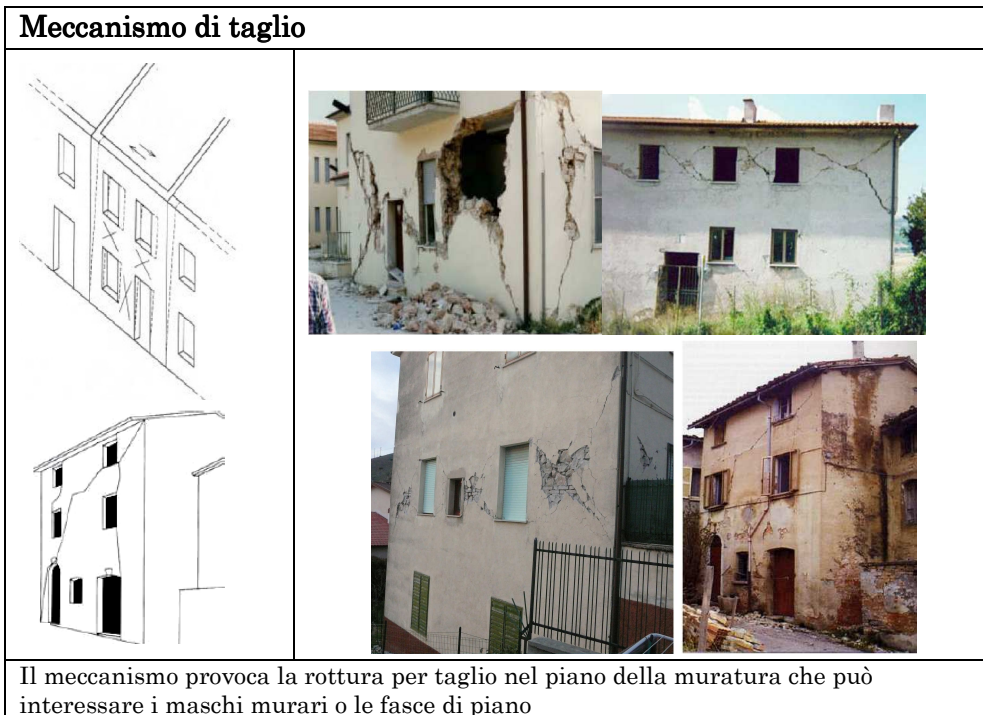 Meccanismo di taglio
Il meccanismo provoca la rottura per taglio nel piano della muratura che può
interessare i maschi murari o le fasce di piano